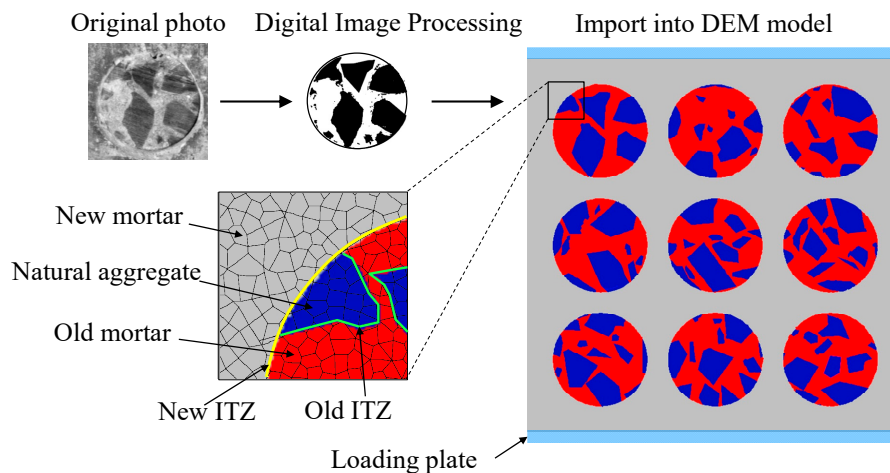 Original photo
Digital Image Processing
Import into DEM model
New mortar
Natural aggregate
Old mortar
New ITZ
Old ITZ
Loading plate